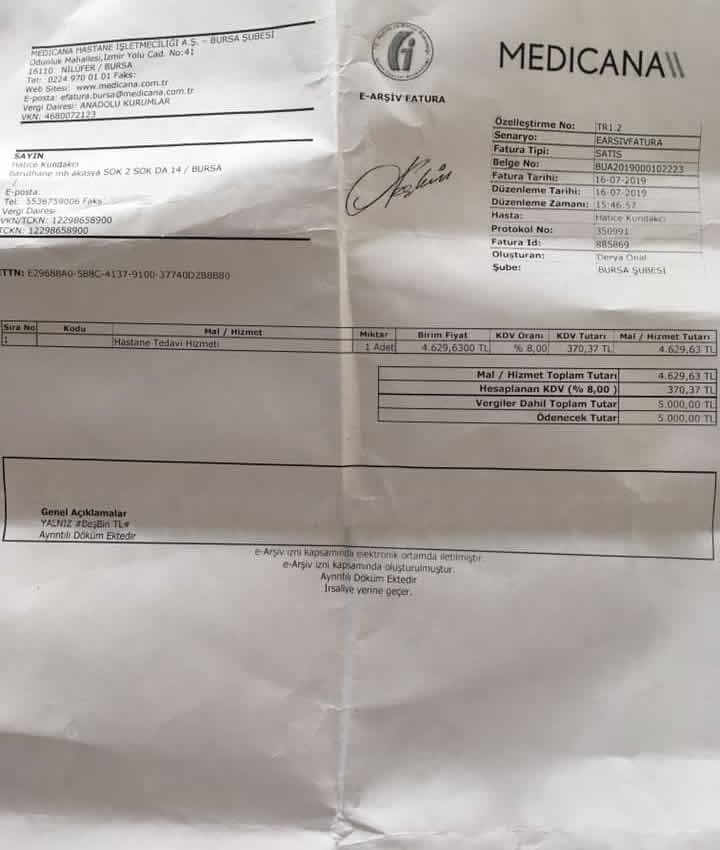 MEDICANA HASTANE İŞLETMECİLİĞİ A.Ş. - BURSA ŞUBESİ
Odunluk Mahallesi,İzmir Yolu Cad. No:41
16110 NİLÜFER / BURSA
Tel: 0224 970 01 01 Faks:
Web Sitesi: www.medicana.com.tr
E-posta: efatura.bursa@medicana.com.tr
Vergi Dairesi: ANADOLU KURUMLAR
VKN: 4680072123
E-ARŞİV FATURA
MEDICANA
SAYIN
Hatice Kundakcı
Baruthane mh akasya SOK 2 SOK DA 14 / BURSA
/
E-posta:
Tel: 5536759006 Faks:
Vergi Dairesi
VKN/TCKN: 12298658900
TCKN: 12298658900
Özelleştirme No: TR1.2
Senaryo: EARSIVFATURA
Fatura Tipi: SATIS
Belge No: BUA2019000102223
Fatura Tarihi: 16-07-2019
Düzenleme Tarihi: 16-07-2019
Düzenleme Zamanı: 15:46:57
Hasta: Hatice Kundakcı
Protokol No: 350991
Fatura Id: 885869
Oluşturan: Derya Önal
Şube: BURSA ŞUBESİ
ETTN: E2968BA0-5B8C-4137-9100-37740D2B8B80
Sıra No Kodu Mal / Hizmet Miktar Birim Fiyat KDV Oranı KDV Tutarı Mal / Hizmet Tutarı
1 Hastane Tedavi Hizmeti 1 Adet 4.629,6300 TL % 8,00 370,37 TL 4.629,63 TL
Mal / Hizmet Toplam Tutarı 4.629,63 TL
Hesaplanan KDV (% 8,00 ) 370,37 TL
Vergiler Dahil Toplam Tutar 5.000,00 TL
Ödenecek Tutar 5.000,00 TL
Genel Açıklamalar
YALNIZ #BeşBin TL#
Ayrıntılı Döküm Ektedir
e-Arşiv izni kapsamında elektronik ortamda iletilmiştir.
e-Arşiv izni kapsamında oluşturulmuştur.
Ayrıntılı Döküm Ektedir
İrsaliye yerine geçer.